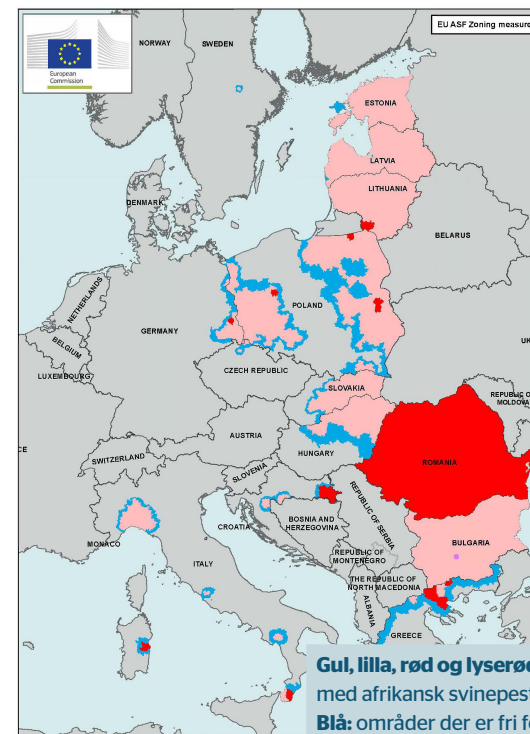 European
Commission
EU ASF Zoning measure
NORWAY
SWEDEN
ESTONIA
LATVIA
LITHUANIA
DENMARK
BELARUS
NETHERLANDS
POLAND
GERMANY
BELGIUM
UK
LUXEMBOURG
CZECH REPUBLIC
SLOVAKIA
REPUBLIC O
MOLDOVA
AUSTRIA
HUNGARY
CE
SWITZERLAND
ROMANIA
SLOVENIA
CROATIA
BOSNIA AND
HERZEGOVINA
REPUBLIC OF SERBIA
MONACO
ITALY
BULGARIA
REPUBLIC OF
MONTENEGRO
THE REPUBLIC OF
NORTH MACEDONIA
ALBANIA
GREECE
Gul, lilla, rød og lyserød
med afrikansk svinepest
Blå: områder der er fri f